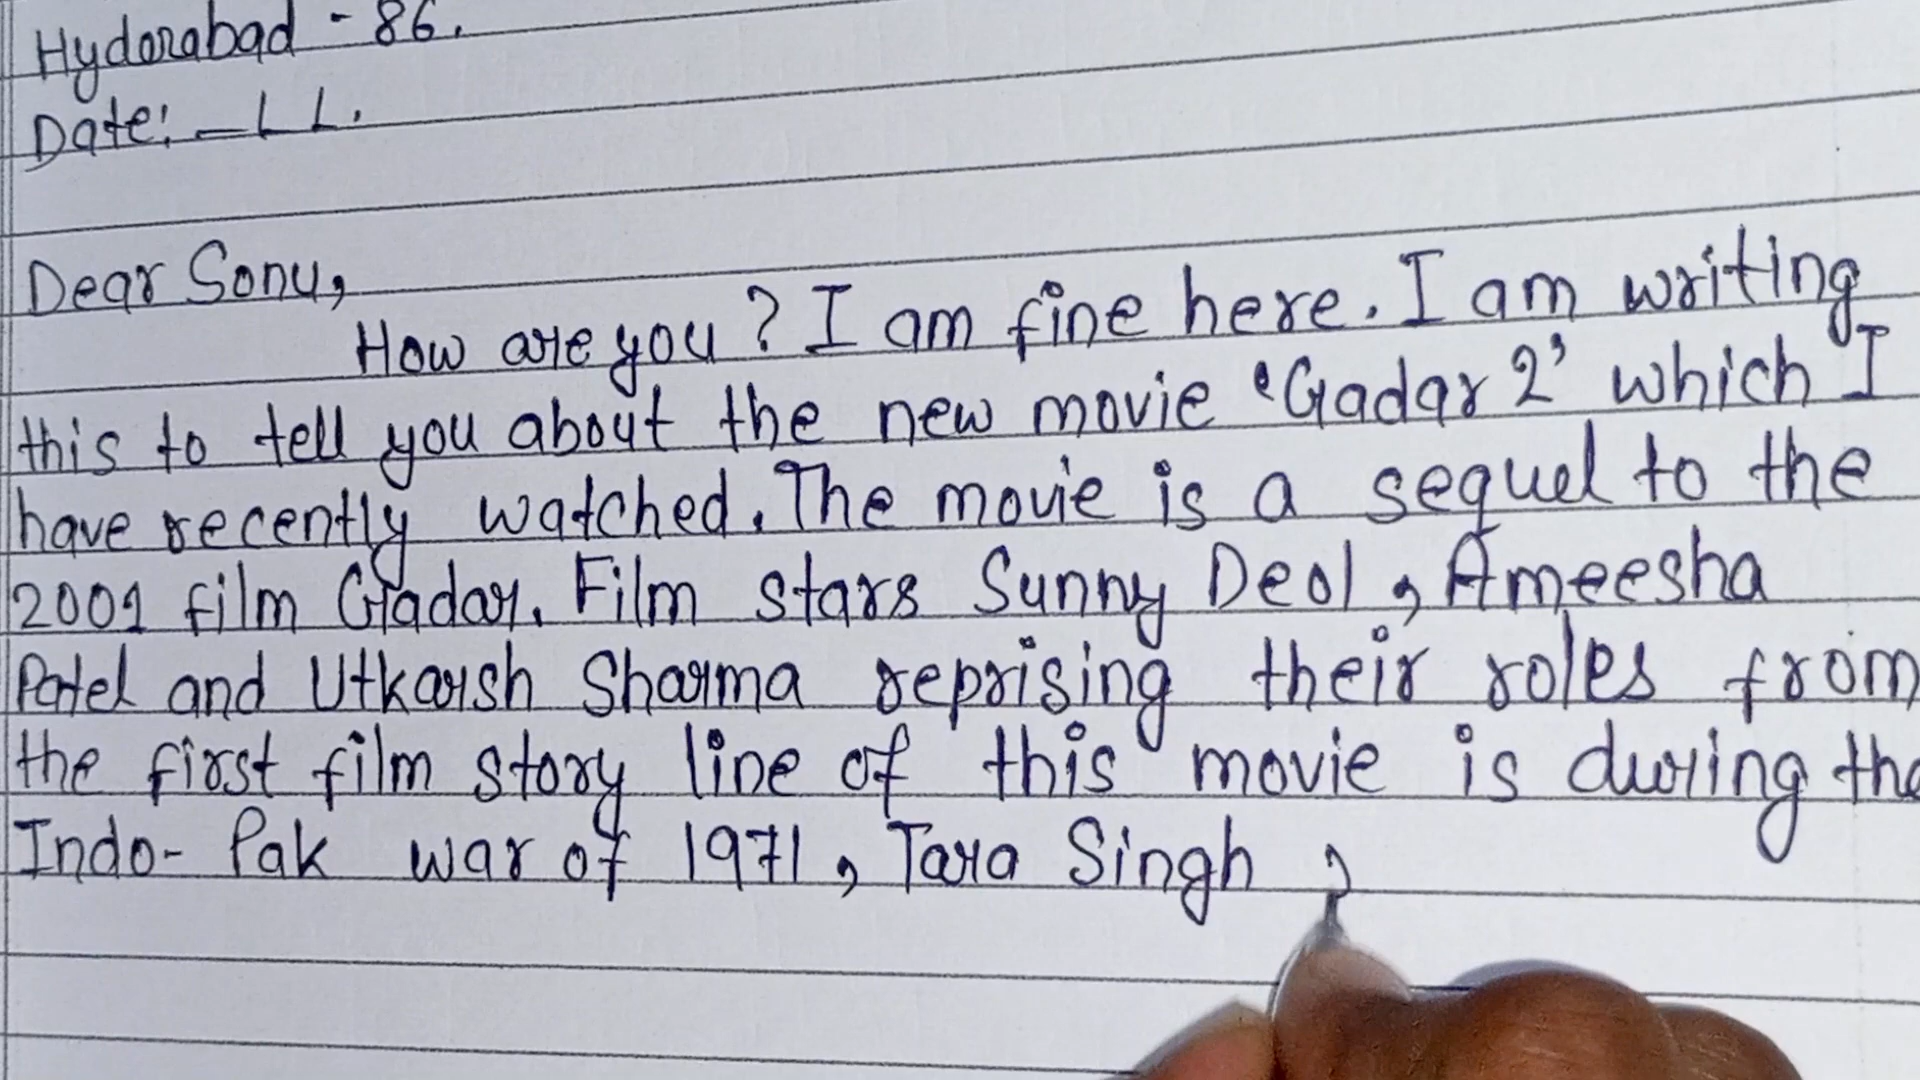 Hyderabad - 86.
Date: _ L L.
Dear Sonu,
How are you? I am fine here. I am writing
this to tell you about the new movie 'Gadar 2' which I
have recently watched. The movie is a sequel to the
2001 film Gadar. Film stars Sunny Deol, Ameesha
Patel and Utkarsh Sharma reprising their roles from
the first film story line of this movie is during the
Indo- Pak war of 1971, Tara Singh,